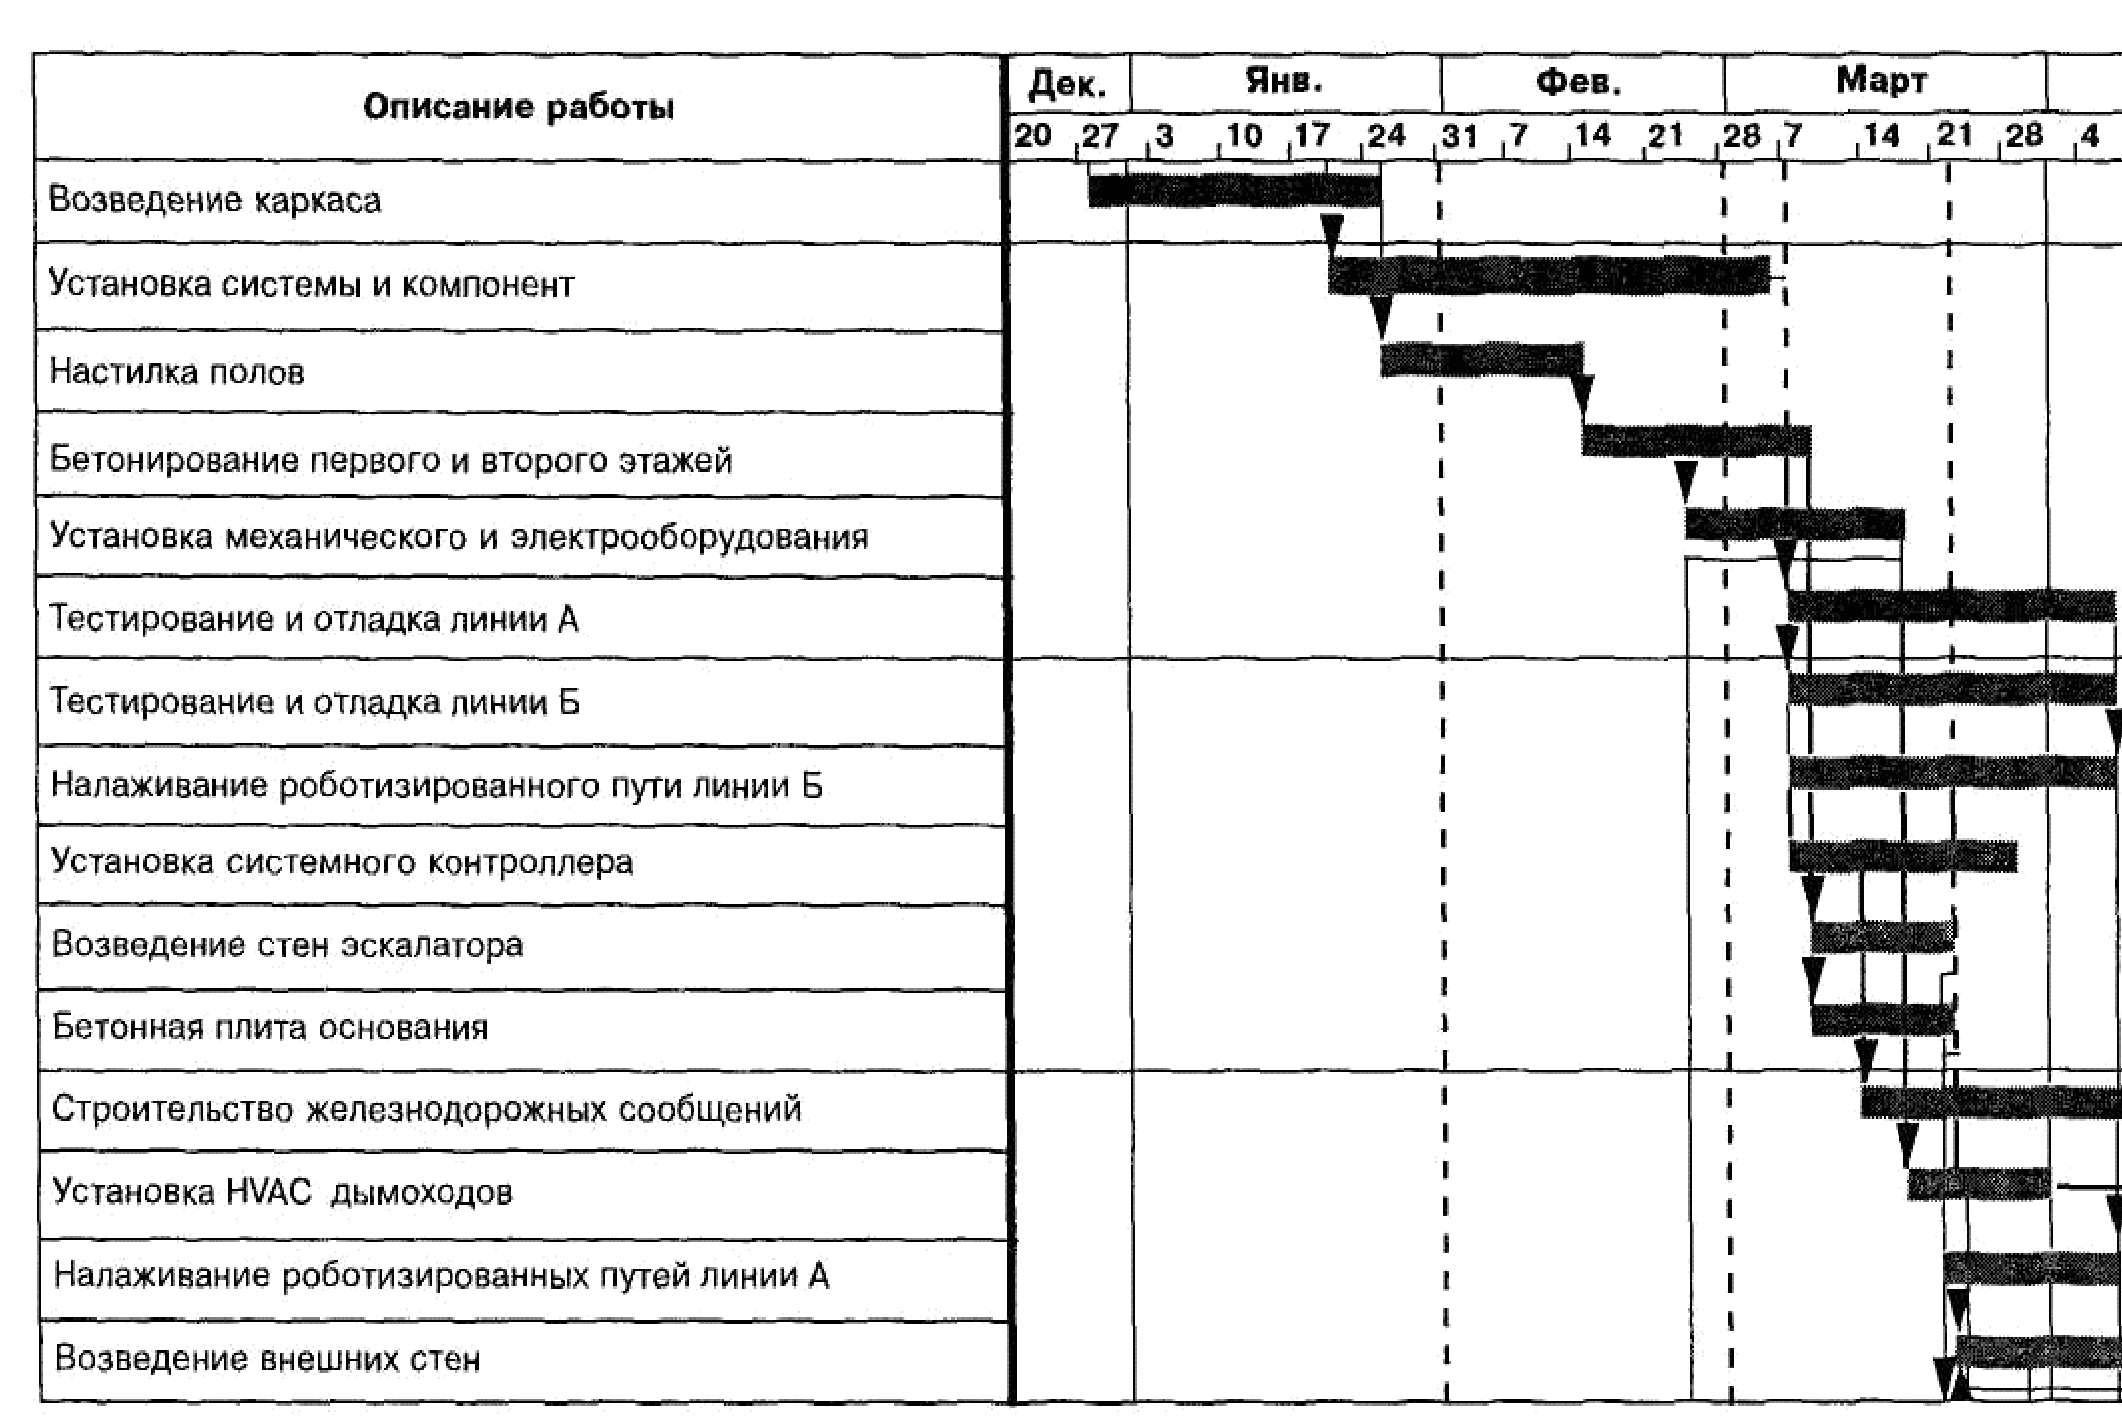 Описание работы
Дек. Янв. Фев. Март
20 27 3 10 17 24 31 7 14 21 28 7 14 21 28 4
Возведение каркаса
Установка системы и компонент
Настилка полов
Бетонирование первого и второго этажей
Установка механического и электрооборудования
Тестирование и отладка линии А
Тестирование и отладка линии Б
Налаживание роботизированного пути линии Б
Установка системного контроллера
Возведение стен эскалатора
Бетонная плита основания
Строительство железнодорожных сообщений
Установка HVAC дымоходов
Налаживание роботизированных путей линии А
Возведение внешних стен